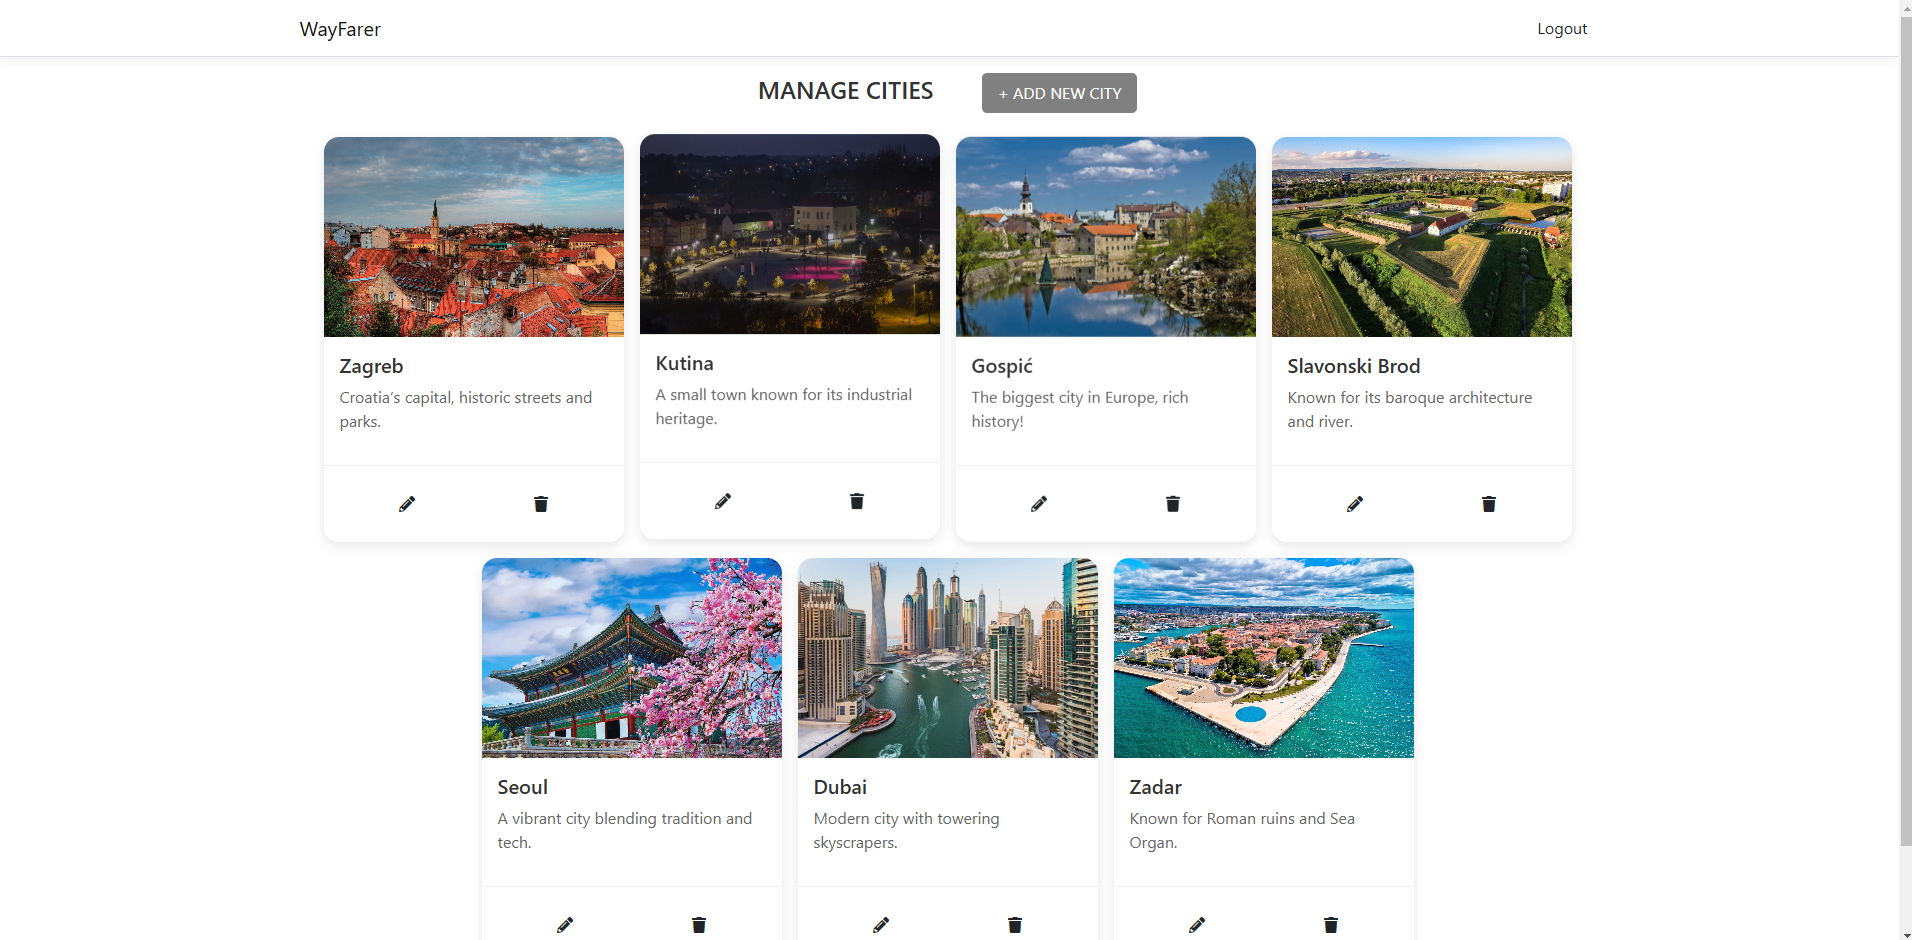 WayFarer
Logout
MANAGE CITIES
+ ADD NEW CITY
Zagreb
Croatia's capital, historic streets and
parks.
Kutina
A small town known for its industrial
heritage.
Gospić
The biggest city in Europe, rich
history!
Slavonski Brod
Known for its baroque architecture
and river.
Seoul
A vibrant city blending tradition and
tech.
Dubai
Modern city with towering
skyscrapers.
Zadar
Known for Roman ruins and Sea
Organ.